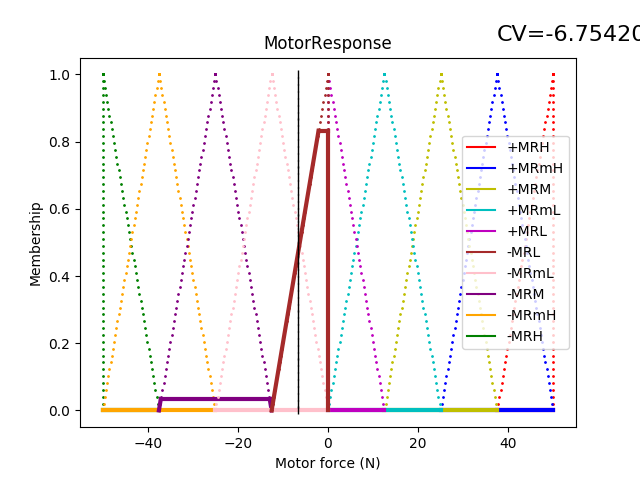 CV=-6.75420
MotorResponse
1.0
0.8
0.6
0.4
0.2
0.0
Membership
+MRH
+MRmH
+MRM
+MRmL
+MRL
-MRL
-MRmL
-MRM
-MRmH
-MRH
−40 −20 0 20 40
Motor force (N)